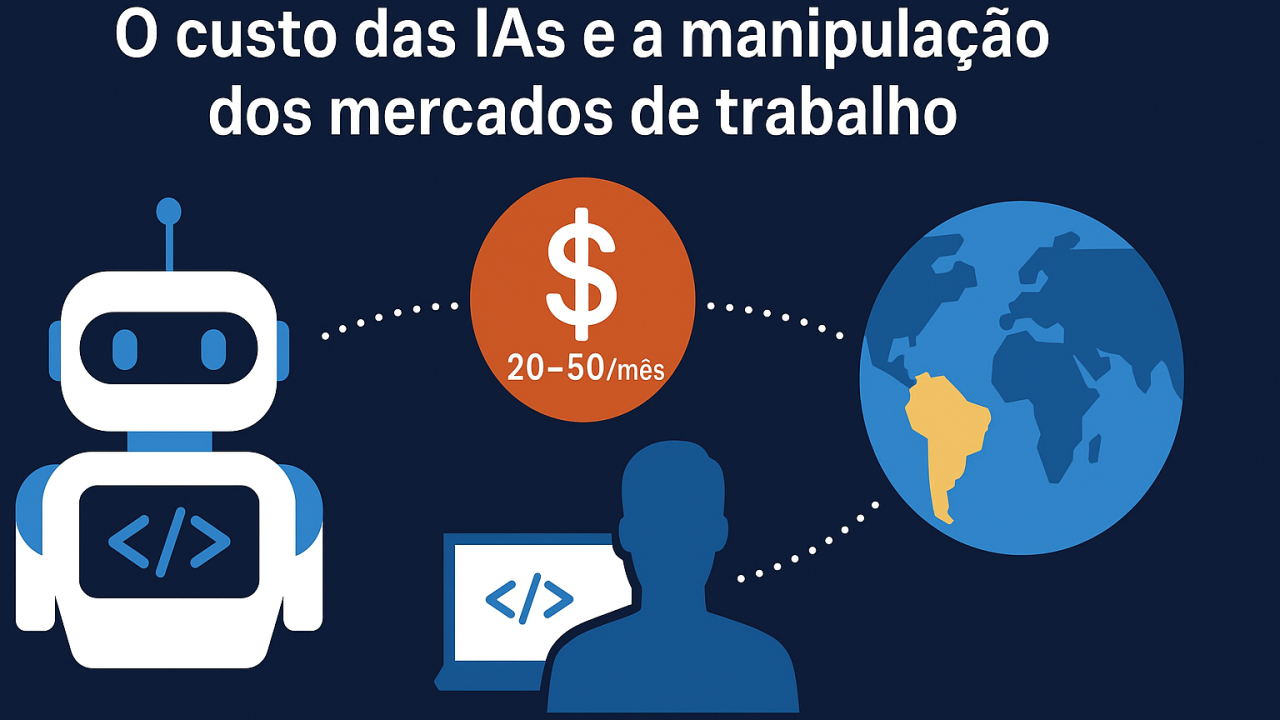 O custo das IAs e a manipulação
dos mercados de trabalho
$
20–50/mês
</>
</>